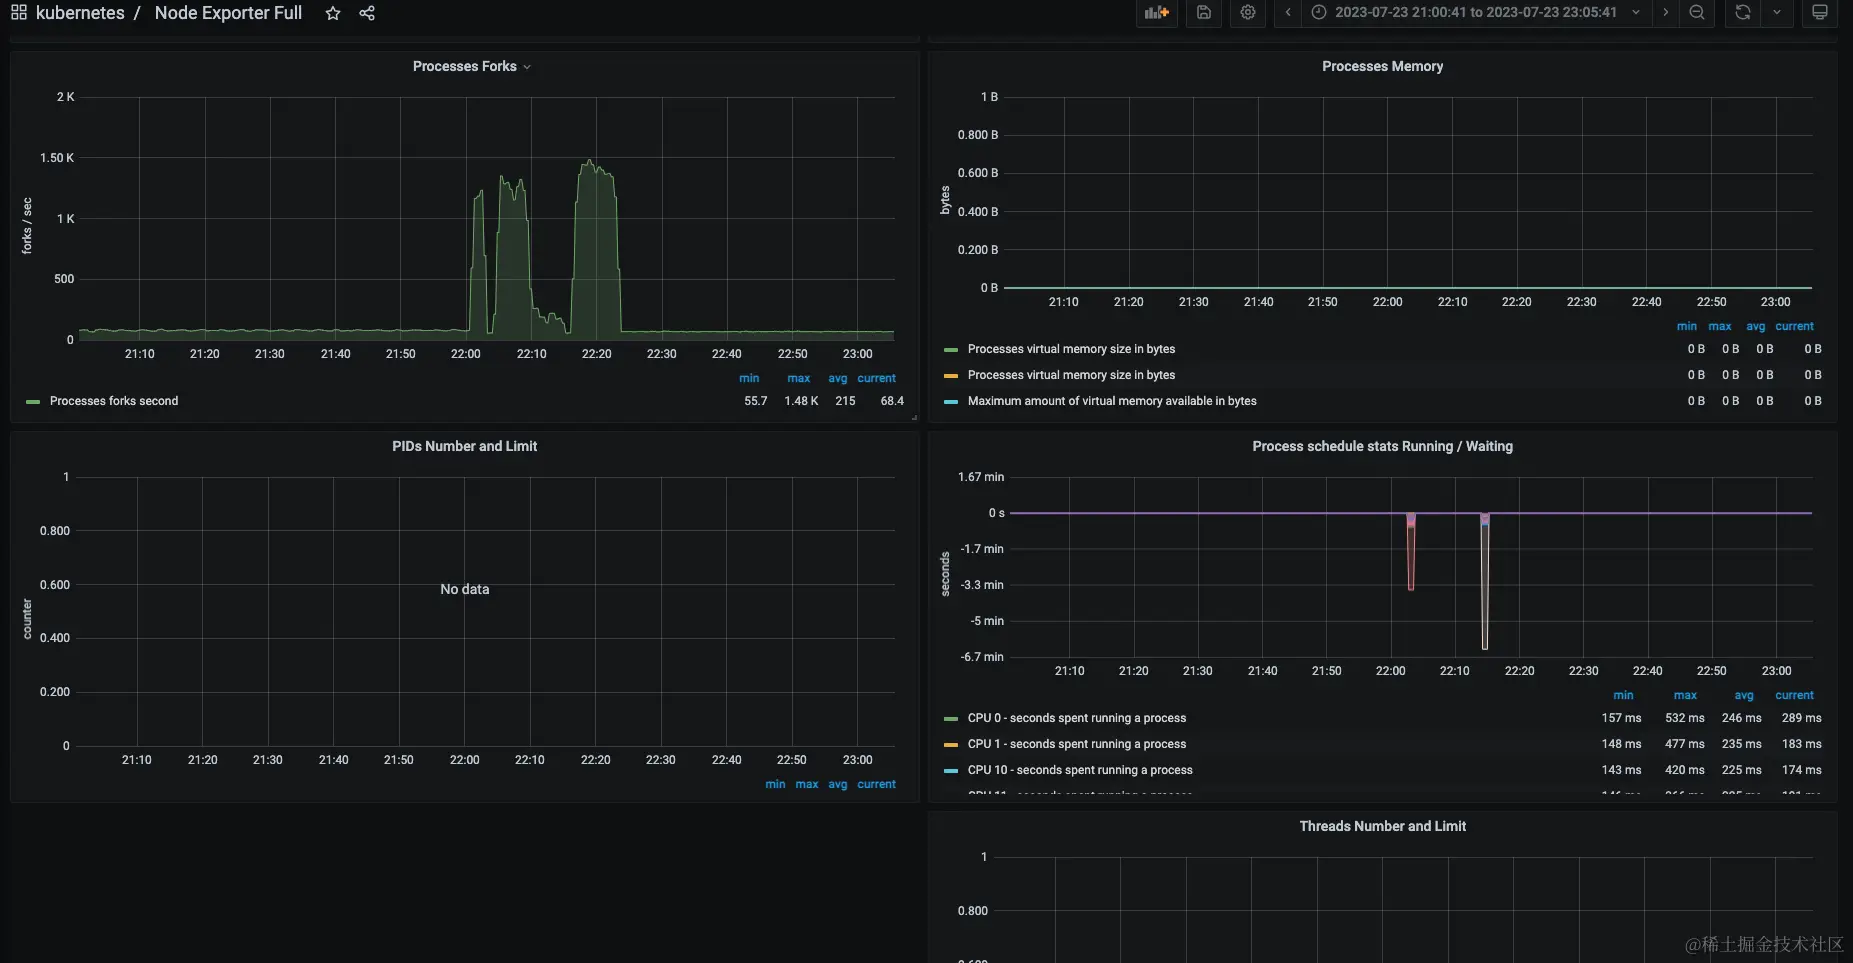 kubernetes / Node Exporter Full
2023-07-23 21:00:41 to 2023-07-23 23:05:41
Processes Forks
forks / sec
2 K
1.50 K
1 K
500
0
21:10 21:20 21:30 21:40 21:50 22:00 22:10 22:20 22:30 22:40 22:50 23:00
min max avg current
Processes forks second 55.7 1.48 K 215 68.4
Processes Memory
bytes
1 B
0.800 B
0.600 B
0.400 B
0.200 B
0 B
21:10 21:20 21:30 21:40 21:50 22:00 22:10 22:20 22:30 22:40 22:50 23:00
min max avg current
Processes virtual memory size in bytes 0 B 0 B 0 B 0 B
Processes virtual memory size in bytes 0 B 0 B 0 B 0 B
Maximum amount of virtual memory available in bytes 0 B 0 B 0 B 0 B
PIDs Number and Limit
counter
1
0.800
0.600
0.400
0.200
0
No data
21:10 21:20 21:30 21:40 21:50 22:00 22:10 22:20 22:30 22:40 22:50 23:00
min max avg current
Process schedule stats Running / Waiting
seconds
1.67 min
0 s
-1.7 min
-3.3 min
-5 min
-6.7 min
21:10 21:20 21:30 21:40 21:50 22:00 22:10 22:20 22:30 22:40 22:50 23:00
min max avg current
CPU 0 - seconds spent running a process 157 ms 532 ms 246 ms 289 ms
CPU 1 - seconds spent running a process 148 ms 477 ms 235 ms 183 ms
CPU 10 - seconds spent running a process 143 ms 420 ms 225 ms 174 ms
CPU 11 - seconds spent running a process
Threads Number and Limit
1
0.800
@稀土掘金技术社区